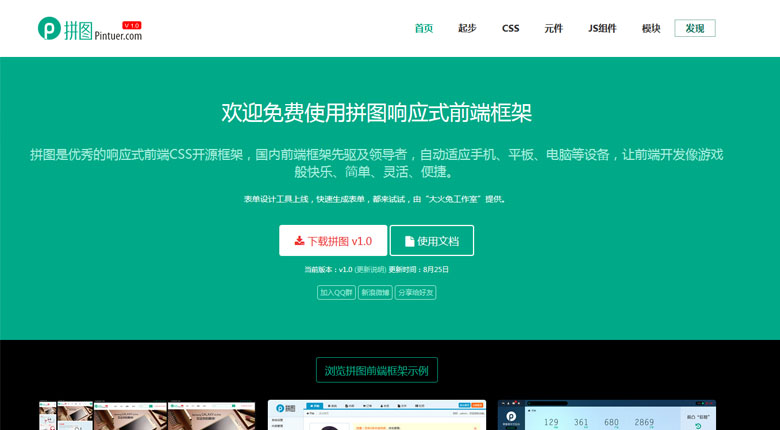 拼图 V 1.0
Pintuer.com
首页 起步 CSS 元件 JS组件 模块 发现
欢迎免费使用拼图响应式前端框架
拼图是优秀的响应式前端CSS开源框架，国内前端框架先驱及领导者，自动适应手机、平板、电脑等设备，让前端开发像游戏
般快乐、简单、灵活、便捷。
表单设计工具上线，快速生成表单，都来试试，由“大火兔工作室”提供。
下载拼图 v1.0 使用文档
当前版本：v1.0 (更新说明) 更新时间：8月25日
加入QQ群 新浪微博 分享给好友
浏览拼图前端框架示例
拼图
129 361 680 2869